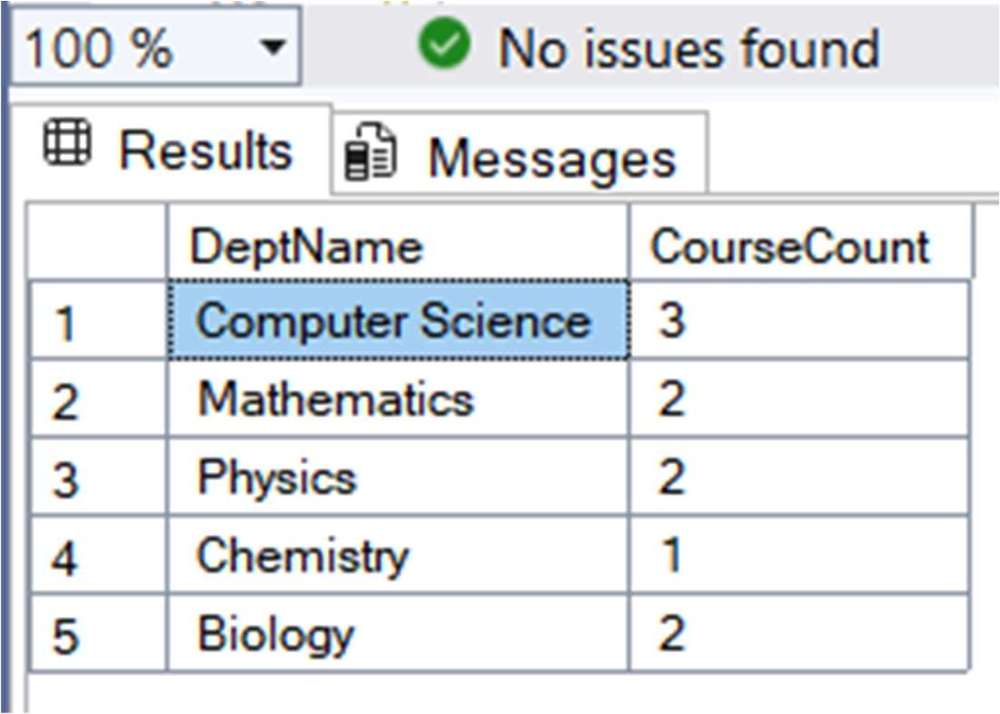 100 % No issues found
Results Messages
DeptName CourseCount
1 Computer Science 3
2 Mathematics 2
3 Physics 2
4 Chemistry 1
5 Biology 2